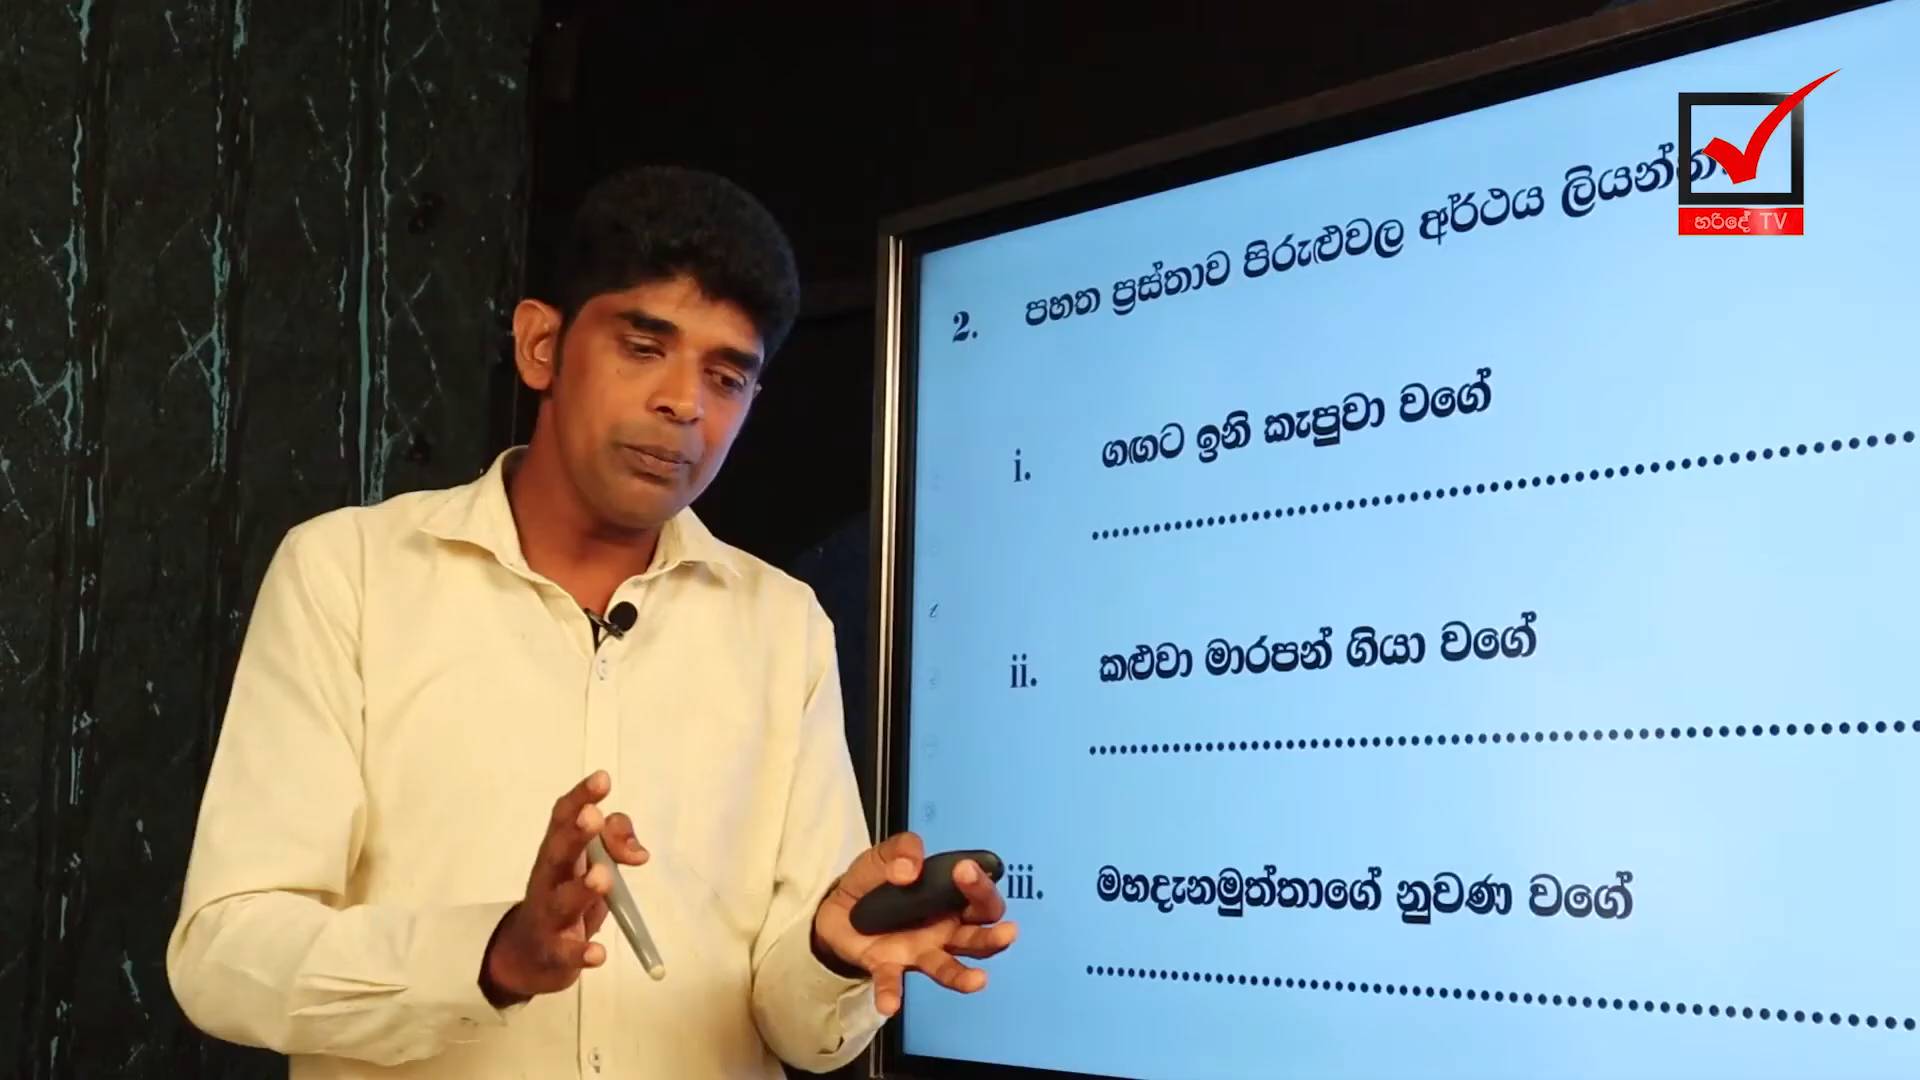 2. පහත ප්‍රස්තාව පිරුළුවල අර්ථය ලියන්න.
i. ගඟට ඉනි කැපුවා වගේ
ii. කළුවා මාරපන් ගියා වගේ
iii. මහදැනමුත්තාගේ නුවණ වගේ
හරිදේ TV